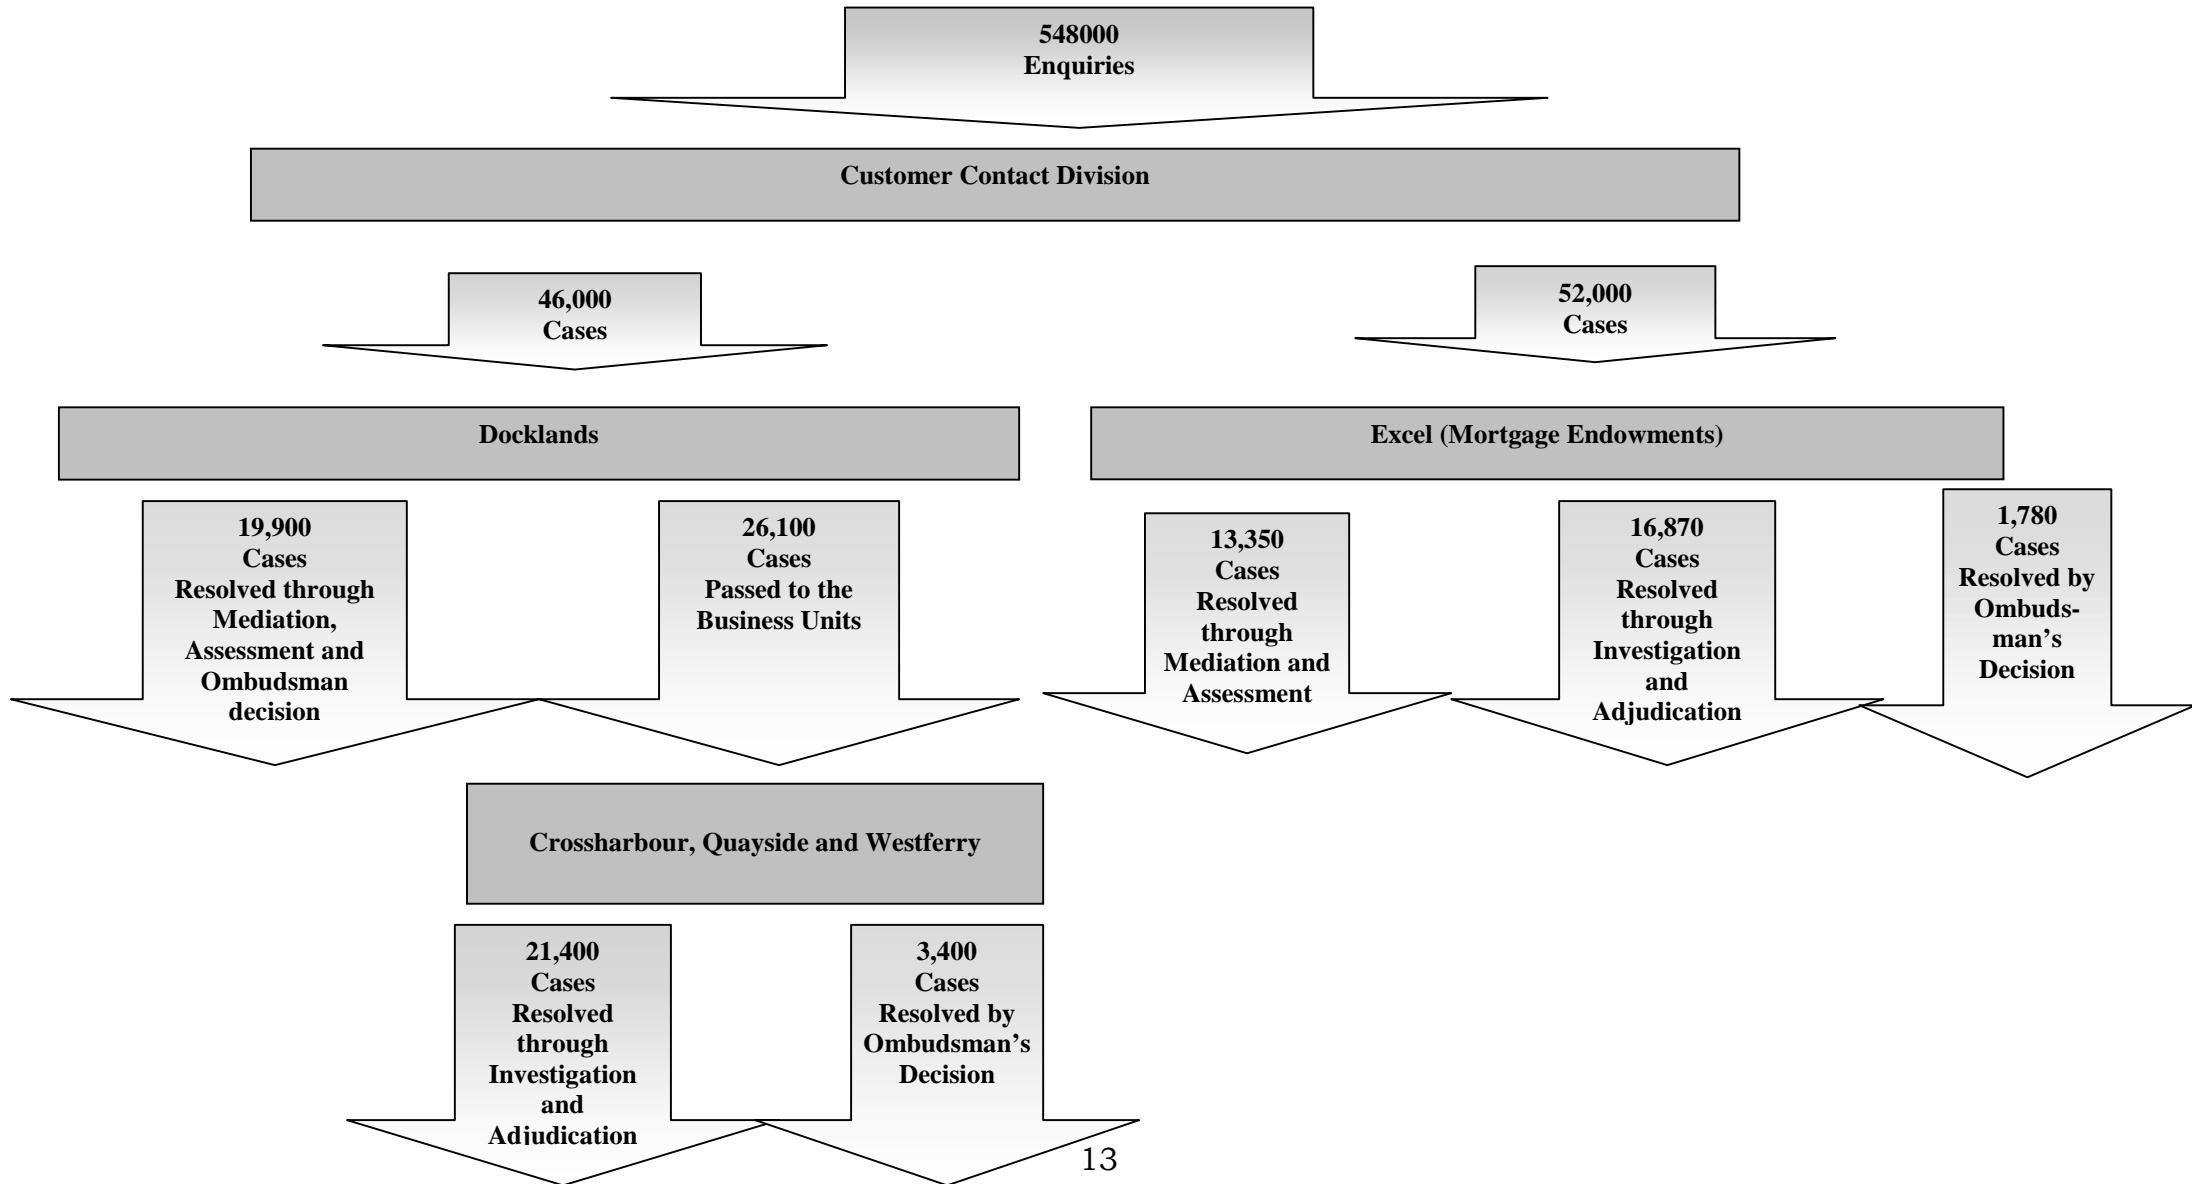 548000
Enquiries
Customer Contact Division
46,000
Cases
52,000
Cases
Docklands
Excel (Mortgage Endowments)
19,900
Cases
Resolved through
Mediation,
Assessment and
Ombudsman
decision
26,100
Cases
Passed to the
Business Units
13,350
Cases
Resolved
through
Mediation and
Assessment
16,870
Cases
Resolved
through
Investigation
and
Adjudication
1,780
Cases
Resolved by
Ombuds-
man’s
Decision
Crossharbour, Quayside and Westferry
21,400
Cases
Resolved
through
Investigation
and
Adjudication
3,400
Cases
Resolved by
Ombudsman’s
Decision
13